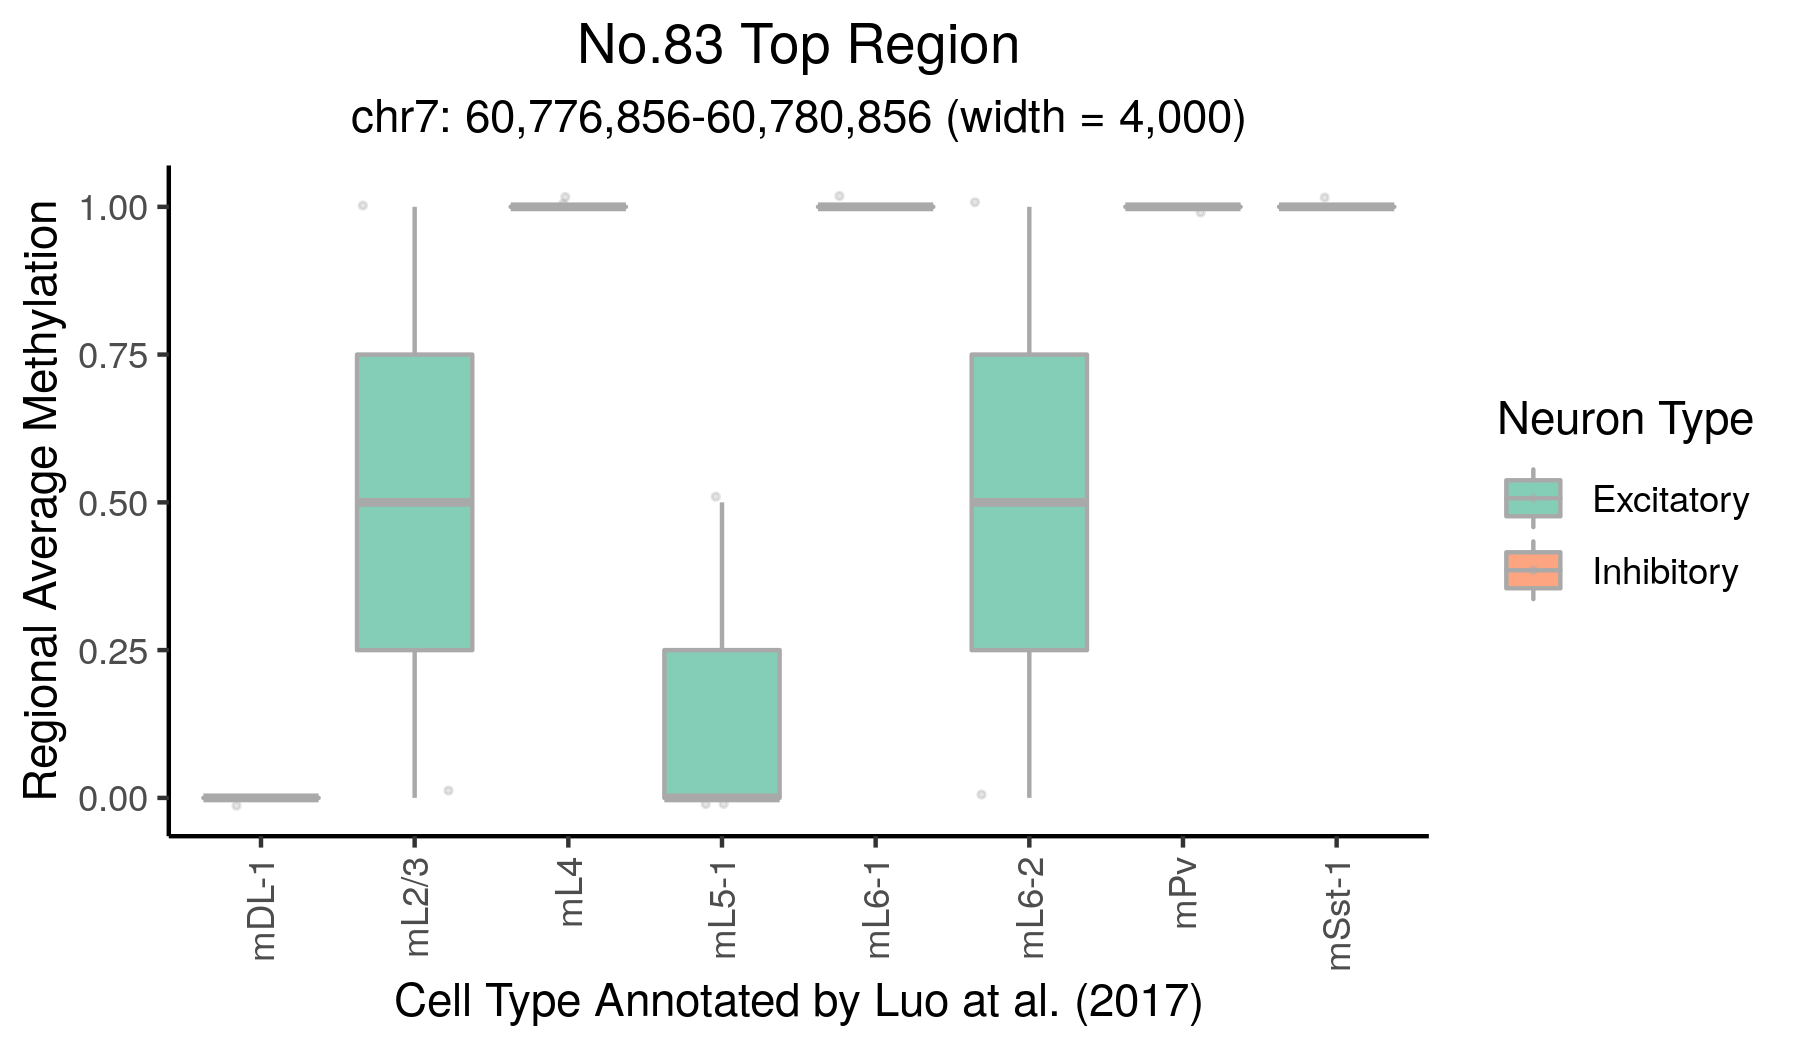 No.83 Top Region
chr7: 60,776,856-60,780,856 (width = 4,000)
Regional Average Methylation
1.00
0.75
0.50
0.25
0.00
mDL-1
mL2/3
mL4
mL5-1
mL6-1
mL6-2
mPv
mSst-1
Cell Type Annotated by Luo at al. (2017)
Neuron Type
Excitatory
Inhibitory